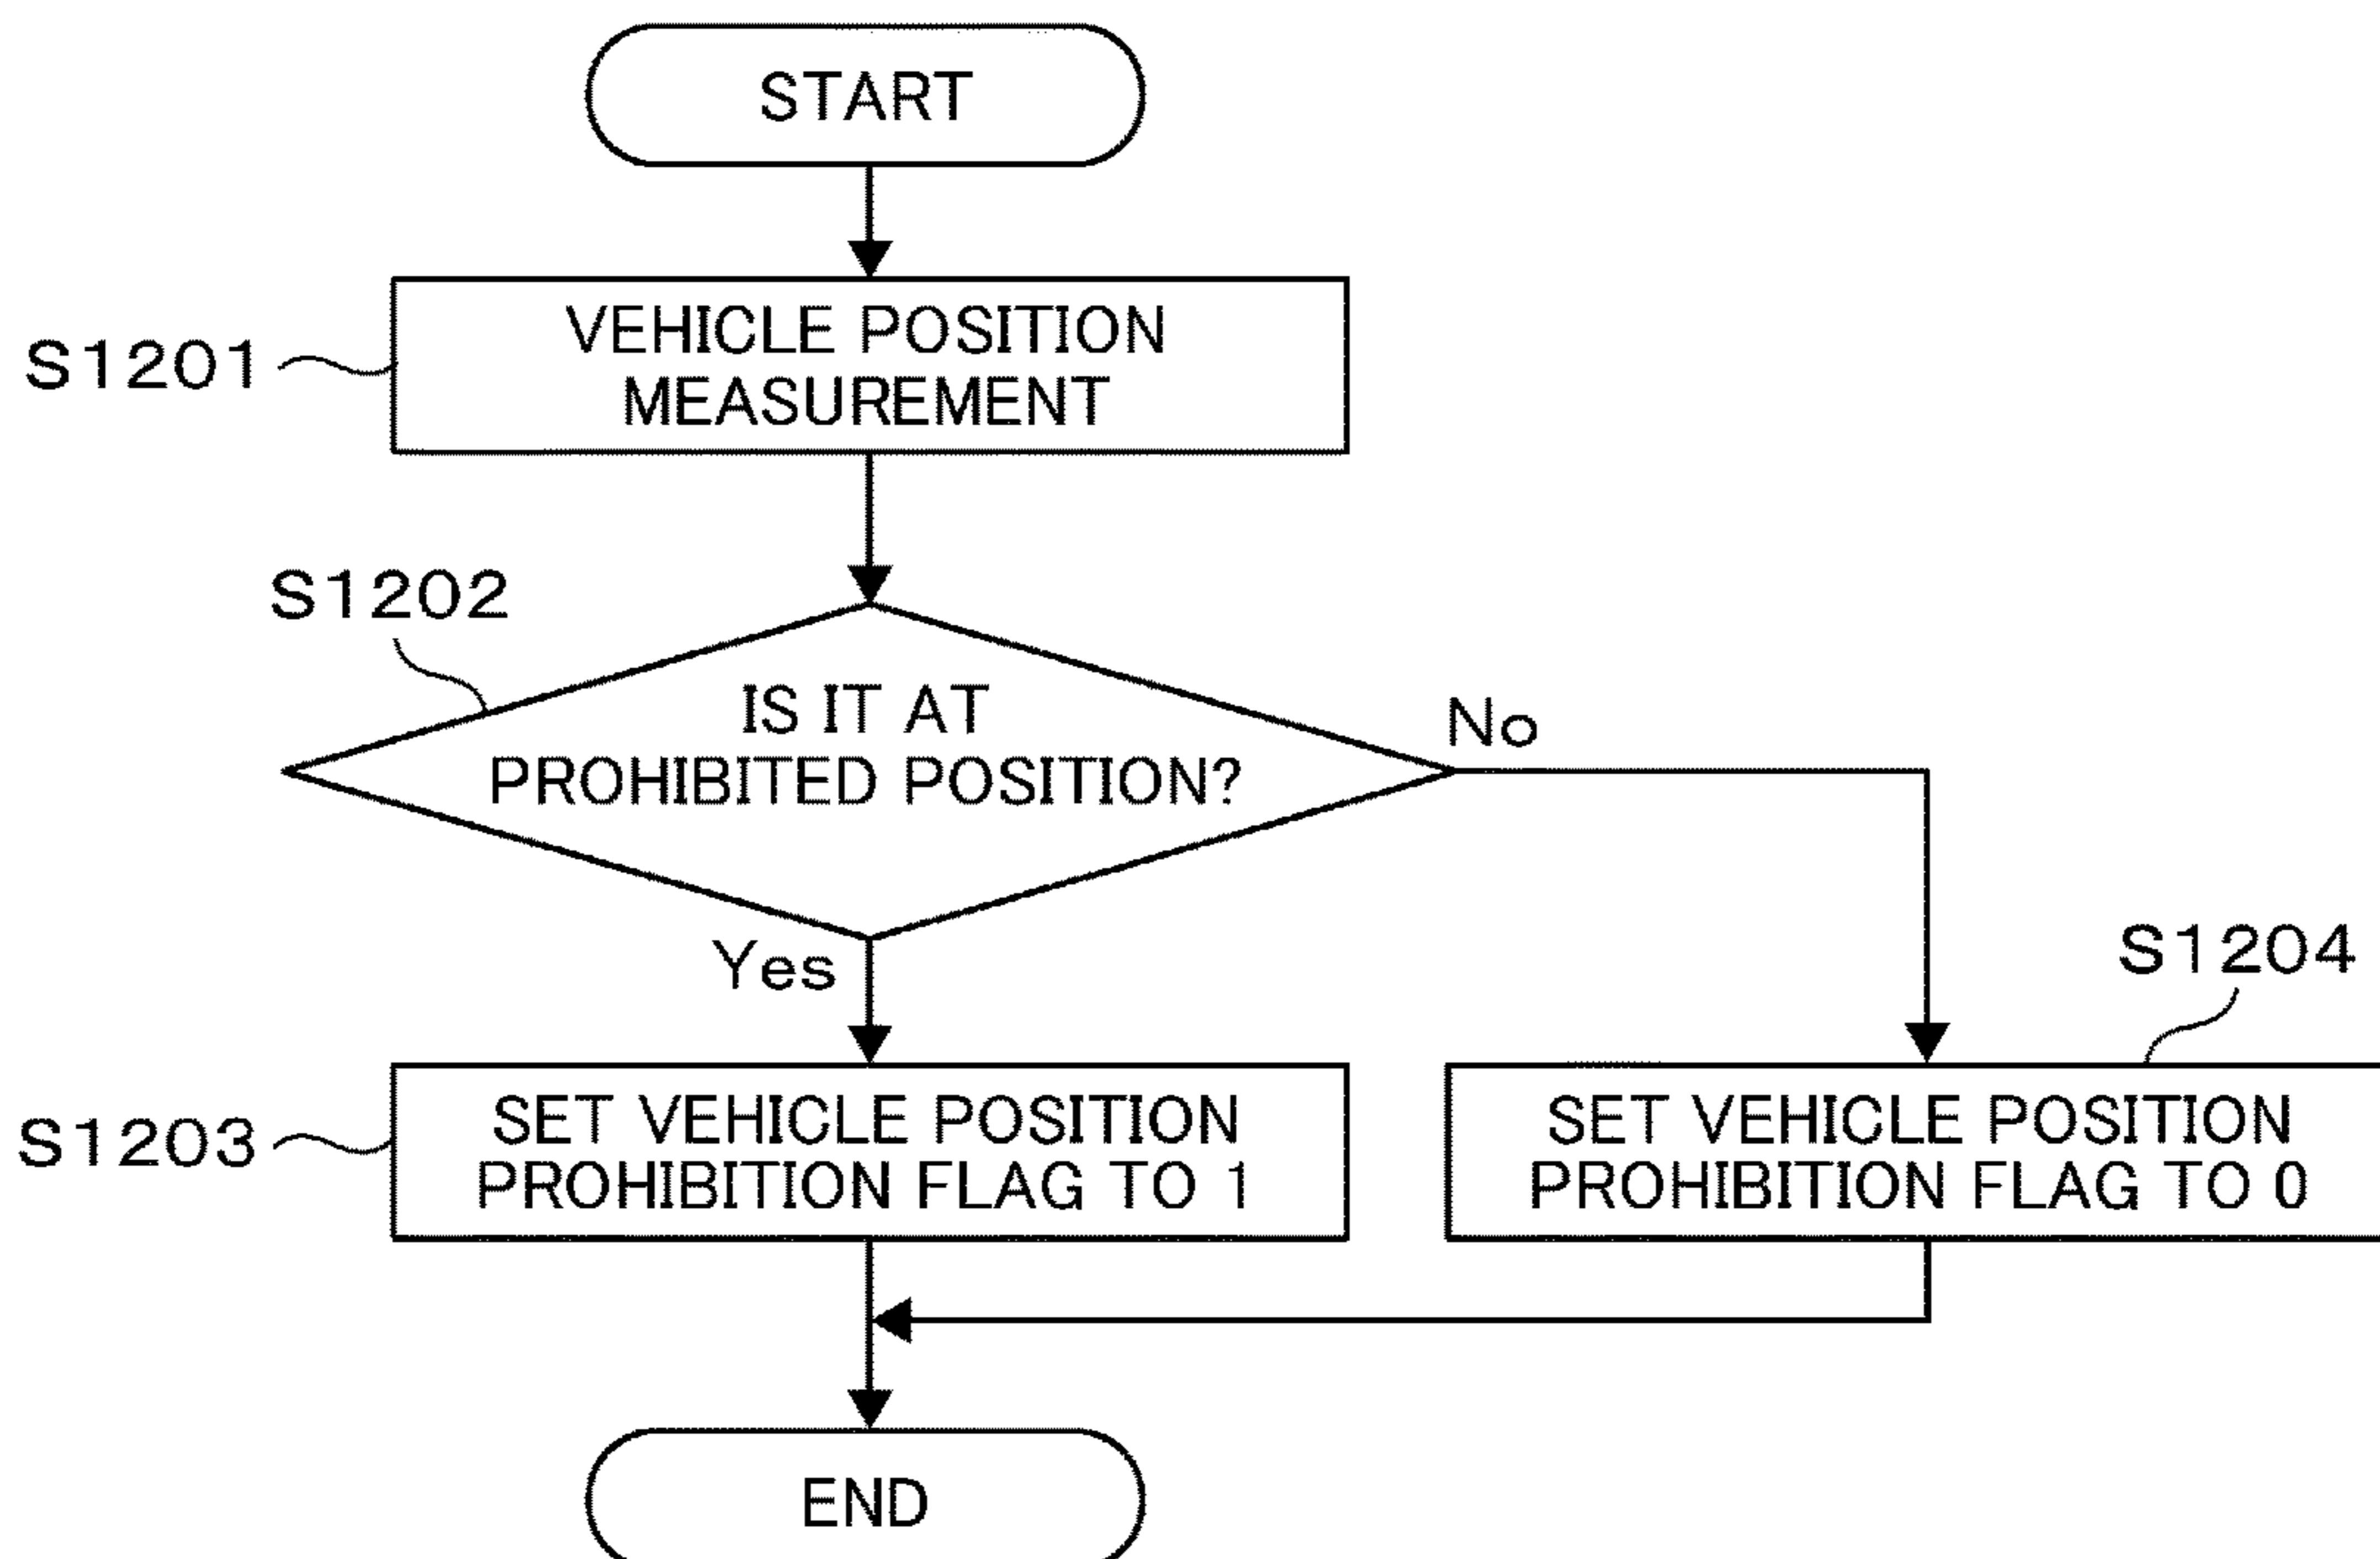 START
S1201
VEHICLE POSITION
MEASUREMENT
S1202
IS IT AT
PROHIBITED POSITION?
No
Yes
S1204
S1203
SET VEHICLE POSITION
PROHIBITION FLAG TO 1
SET VEHICLE POSITION
PROHIBITION FLAG TO 0
END